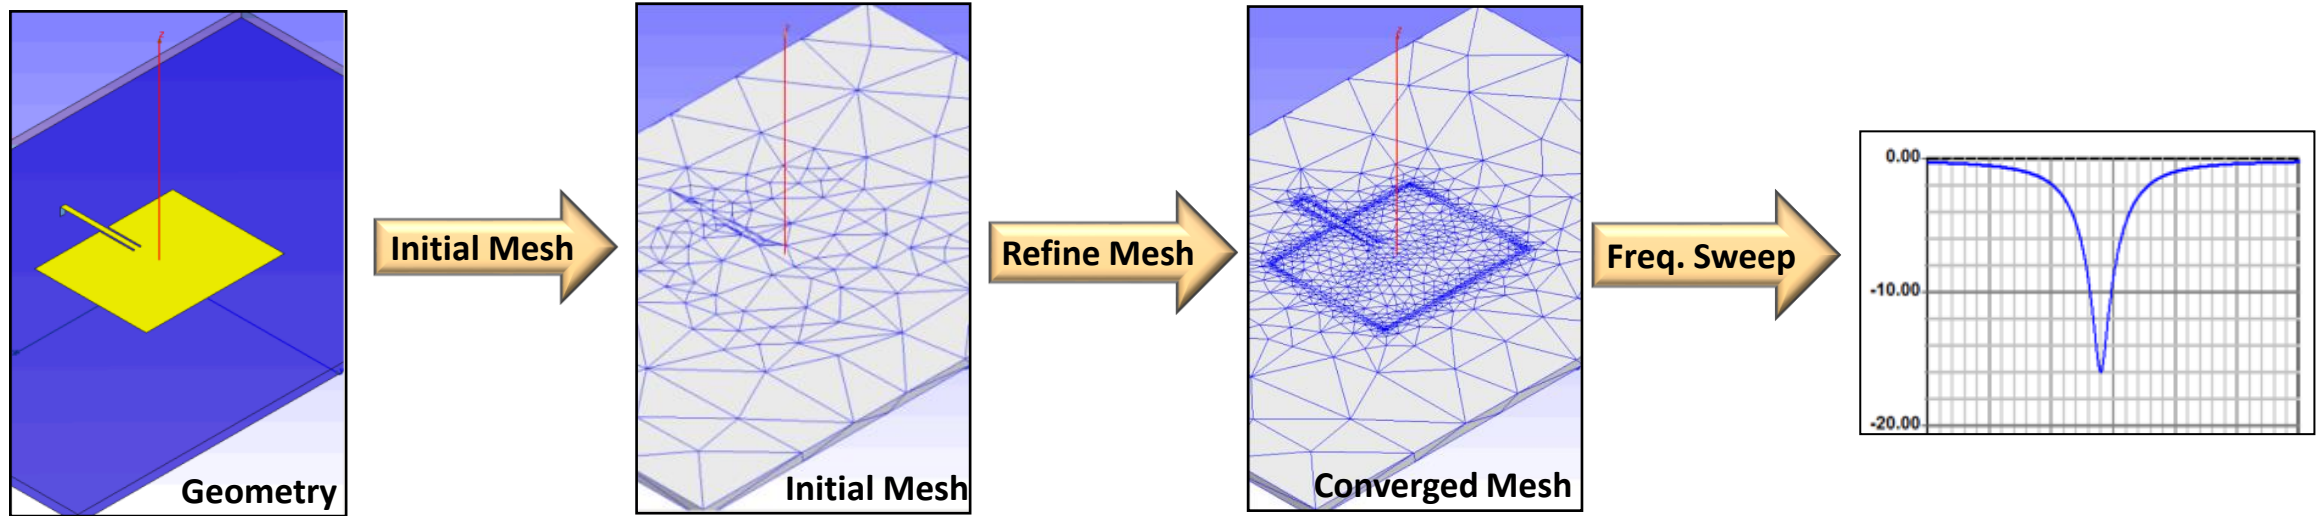 Geometry
Initial Mesh
Initial Mesh
Refine Mesh
Converged Mesh
Freq. Sweep
0.00
-10.00
-20.00